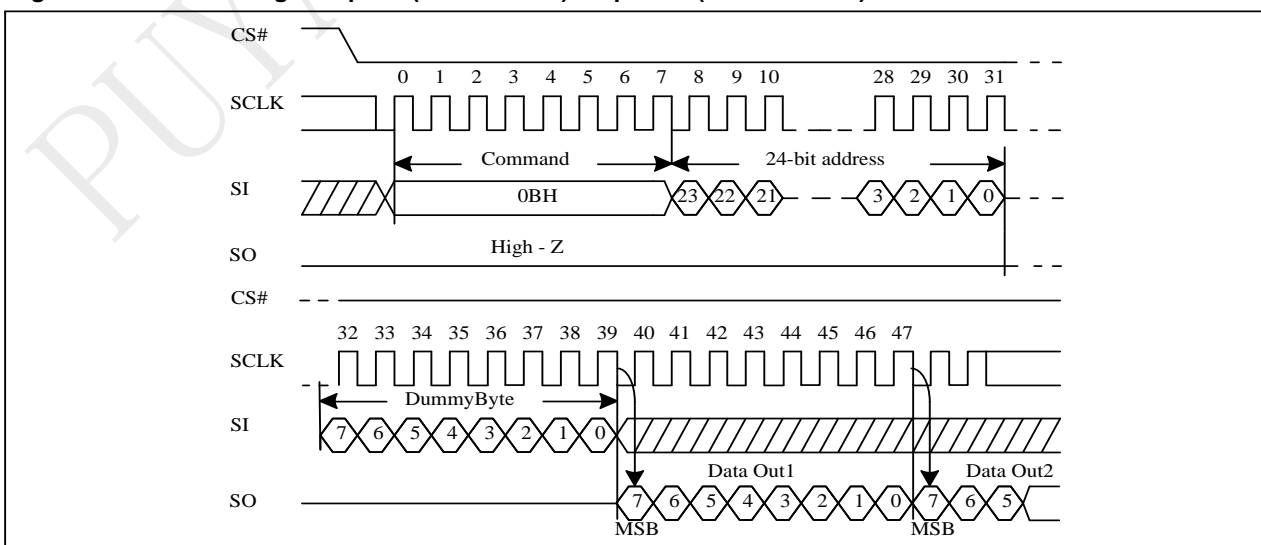 CS#
0 1 2 3 4 5 6 7 8 9 10 28 29 30 31
SCLK
Command 24-bit address
SI 0BH 23 22 21 3 2 1 0
High - Z
SO
CS#
32 33 34 35 36 37 38 39 40 41 42 43 44 45 46 47
SCLK
DummyByte
SI
7 6 5 4 3 2 1 0
Data Out1 Data Out2
SO 7 6 5 4 3 2 1 0 7 6 5
MSB MSB
PUYA